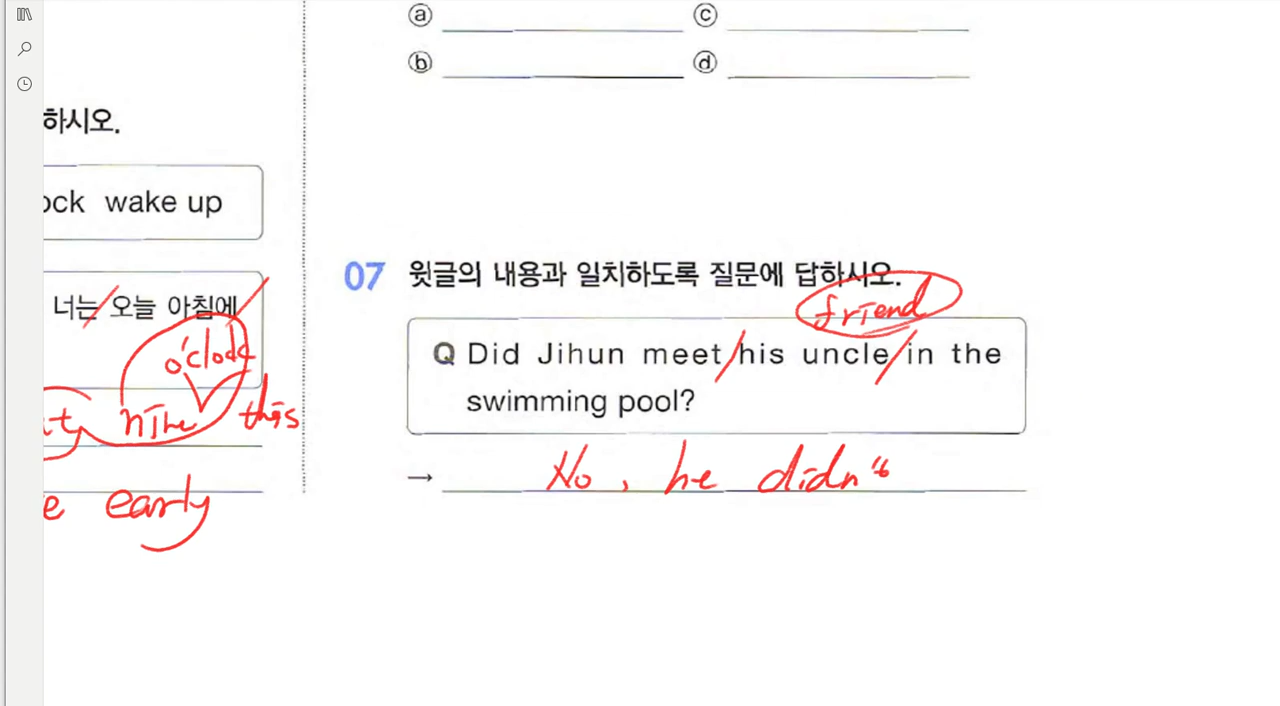 하시오.
ock wake up
너는 오늘 아침에
o'clock
nine this
early
ⓐ ⓒ
ⓑ ⓓ
07 윗글의 내용과 일치하도록 질문에 답하시오.
friend
Q Did Jihun meet his uncle in the
swimming pool?
→ No, he didn't